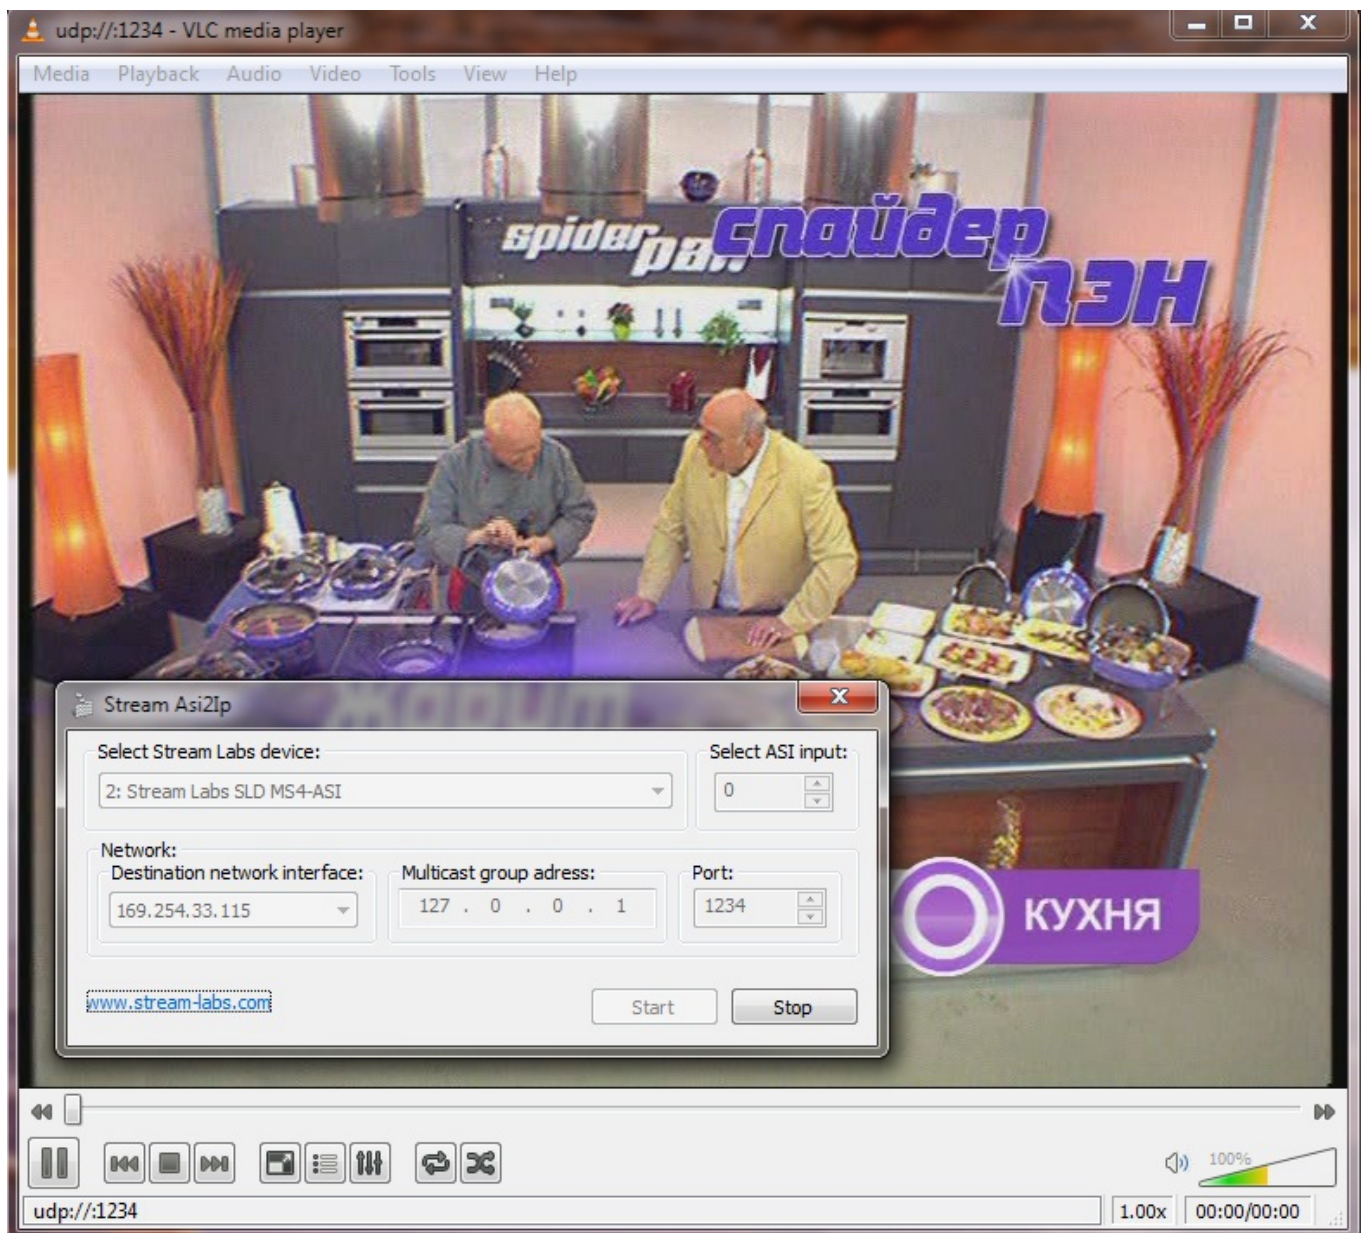 udp://:1234 - VLC media player
Media Playback Audio Video Tools View Help
спайдер
пэн
spider
pan
Жарит
Stream Asi2Ip
Select Stream Labs device:
Select ASI input:
2: Stream Labs SLD MS4-ASI
0
Network:
Destination network interface:
Multicast group adress:
Port:
169.254.33.115
127 . 0 . 0 . 1
1234
КУХНЯ
www.stream-labs.com
Start
Stop
100%
udp://:1234
1.00x
00:00/00:00